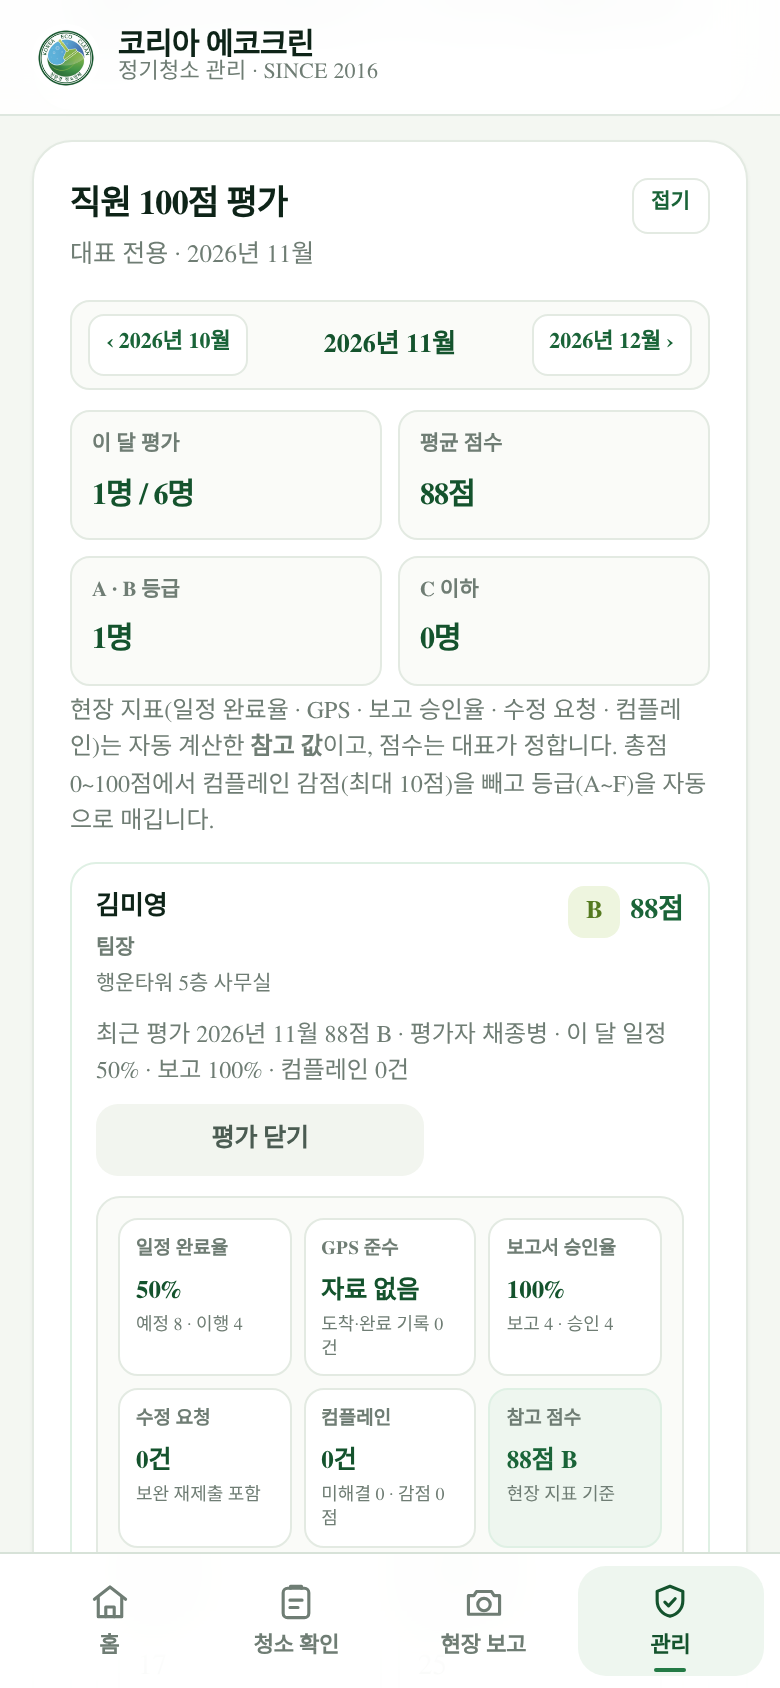 코리아 에코크린
정기청소 관리 · SINCE 2016
직원 100점 평가
접기
대표 전용 · 2026년 11월
‹ 2026년 10월
2026년 11월
2026년 12월 ›
이 달 평가
평균 점수
1명 / 6명
88점
A · B 등급
C 이하
1명
0명
현장 지표(일정 완료율 · GPS · 보고 승인율 · 수정 요청 · 컴플레
인)는 자동 계산한 참고 값이고, 점수는 대표가 정합니다. 총점
0~100점에서 컴플레인 감점(최대 10점)을 빼고 등급(A~F)을 자동
으로 매깁니다.
김미영
B 88점
팀장
행운타워 5층 사무실
최근 평가 2026년 11월 88점 B · 평가자 채종병 · 이 달 일정
50% · 보고 100% · 컴플레인 0건
평가 닫기
일정 완료율
GPS 준수
보고서 승인율
50%
자료 없음
100%
예정 8 · 이행 4
도착·완료 기록 0
건
보고 4 · 승인 4
수정 요청
컴플레인
참고 점수
0건
0건
88점 B
보완 재제출 포함
미해결 0 · 감점 0
점
현장 지표 기준
홈
청소 확인
현장 보고
관리